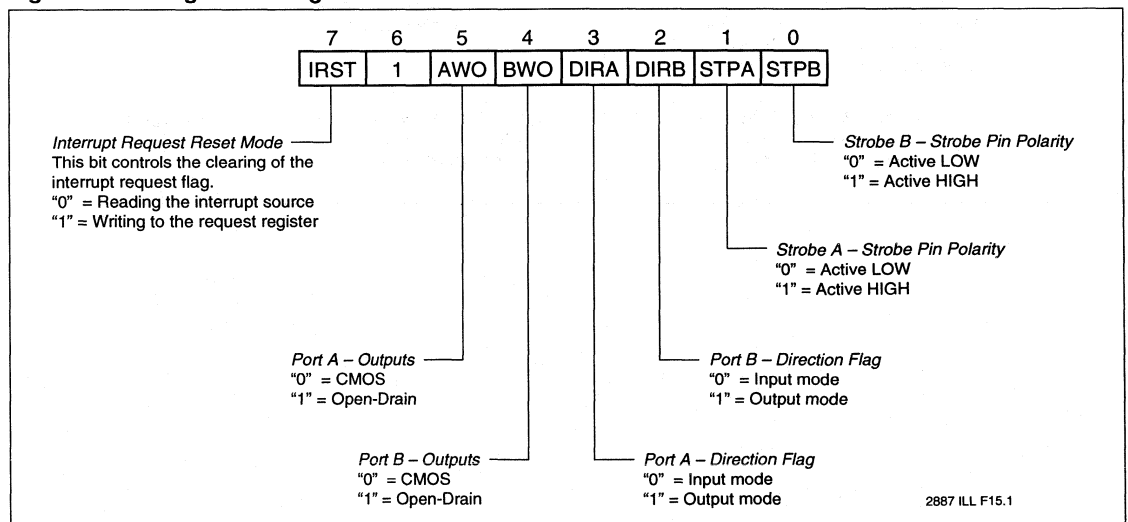 7 6 5 4 3 2 1 0
IRST 1 AWO BWO DIRA DIRB STPA STPB
Interrupt Request Reset Mode
This bit controls the clearing of the
interrupt request flag.
“0” = Reading the interrupt source
“1” = Writing to the request register
Strobe B – Strobe Pin Polarity
“0” = Active LOW
“1” = Active HIGH
Strobe A – Strobe Pin Polarity
“0” = Active LOW
“1” = Active HIGH
Port A – Outputs
“0” = CMOS
“1” = Open-Drain
Port B – Direction Flag
“0” = Input mode
“1” = Output mode
Port B – Outputs
“0” = CMOS
“1” = Open-Drain
Port A – Direction Flag
“0” = Input mode
“1” = Output mode
2887 ILL F15.1